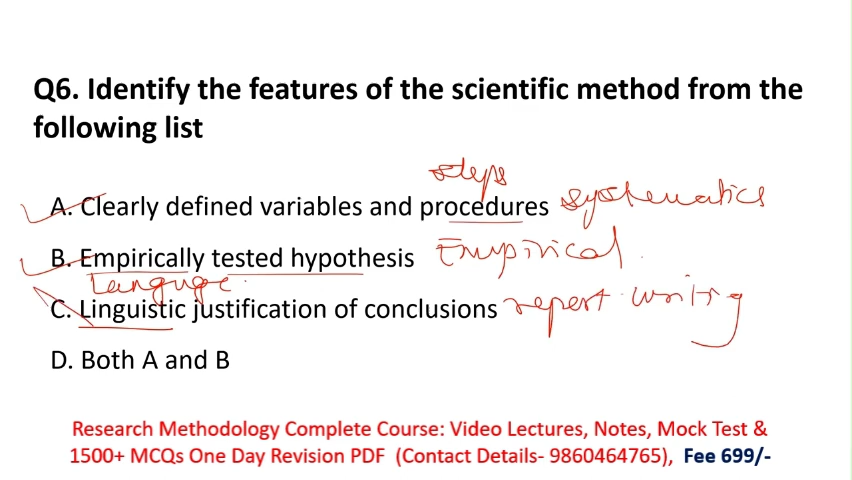 Q6. Identify the features of the scientific method from the
following list
steps
A. Clearly defined variables and procedures systematics
B. Empirically tested hypothesis Empirical
Languge
C. Linguistic justification of conclusions report writing
D. Both A and B
Research Methodology Complete Course: Video Lectures, Notes, Mock Test &
1500+ MCQs One Day Revision PDF (Contact Details- 9860464765), Fee 699/-